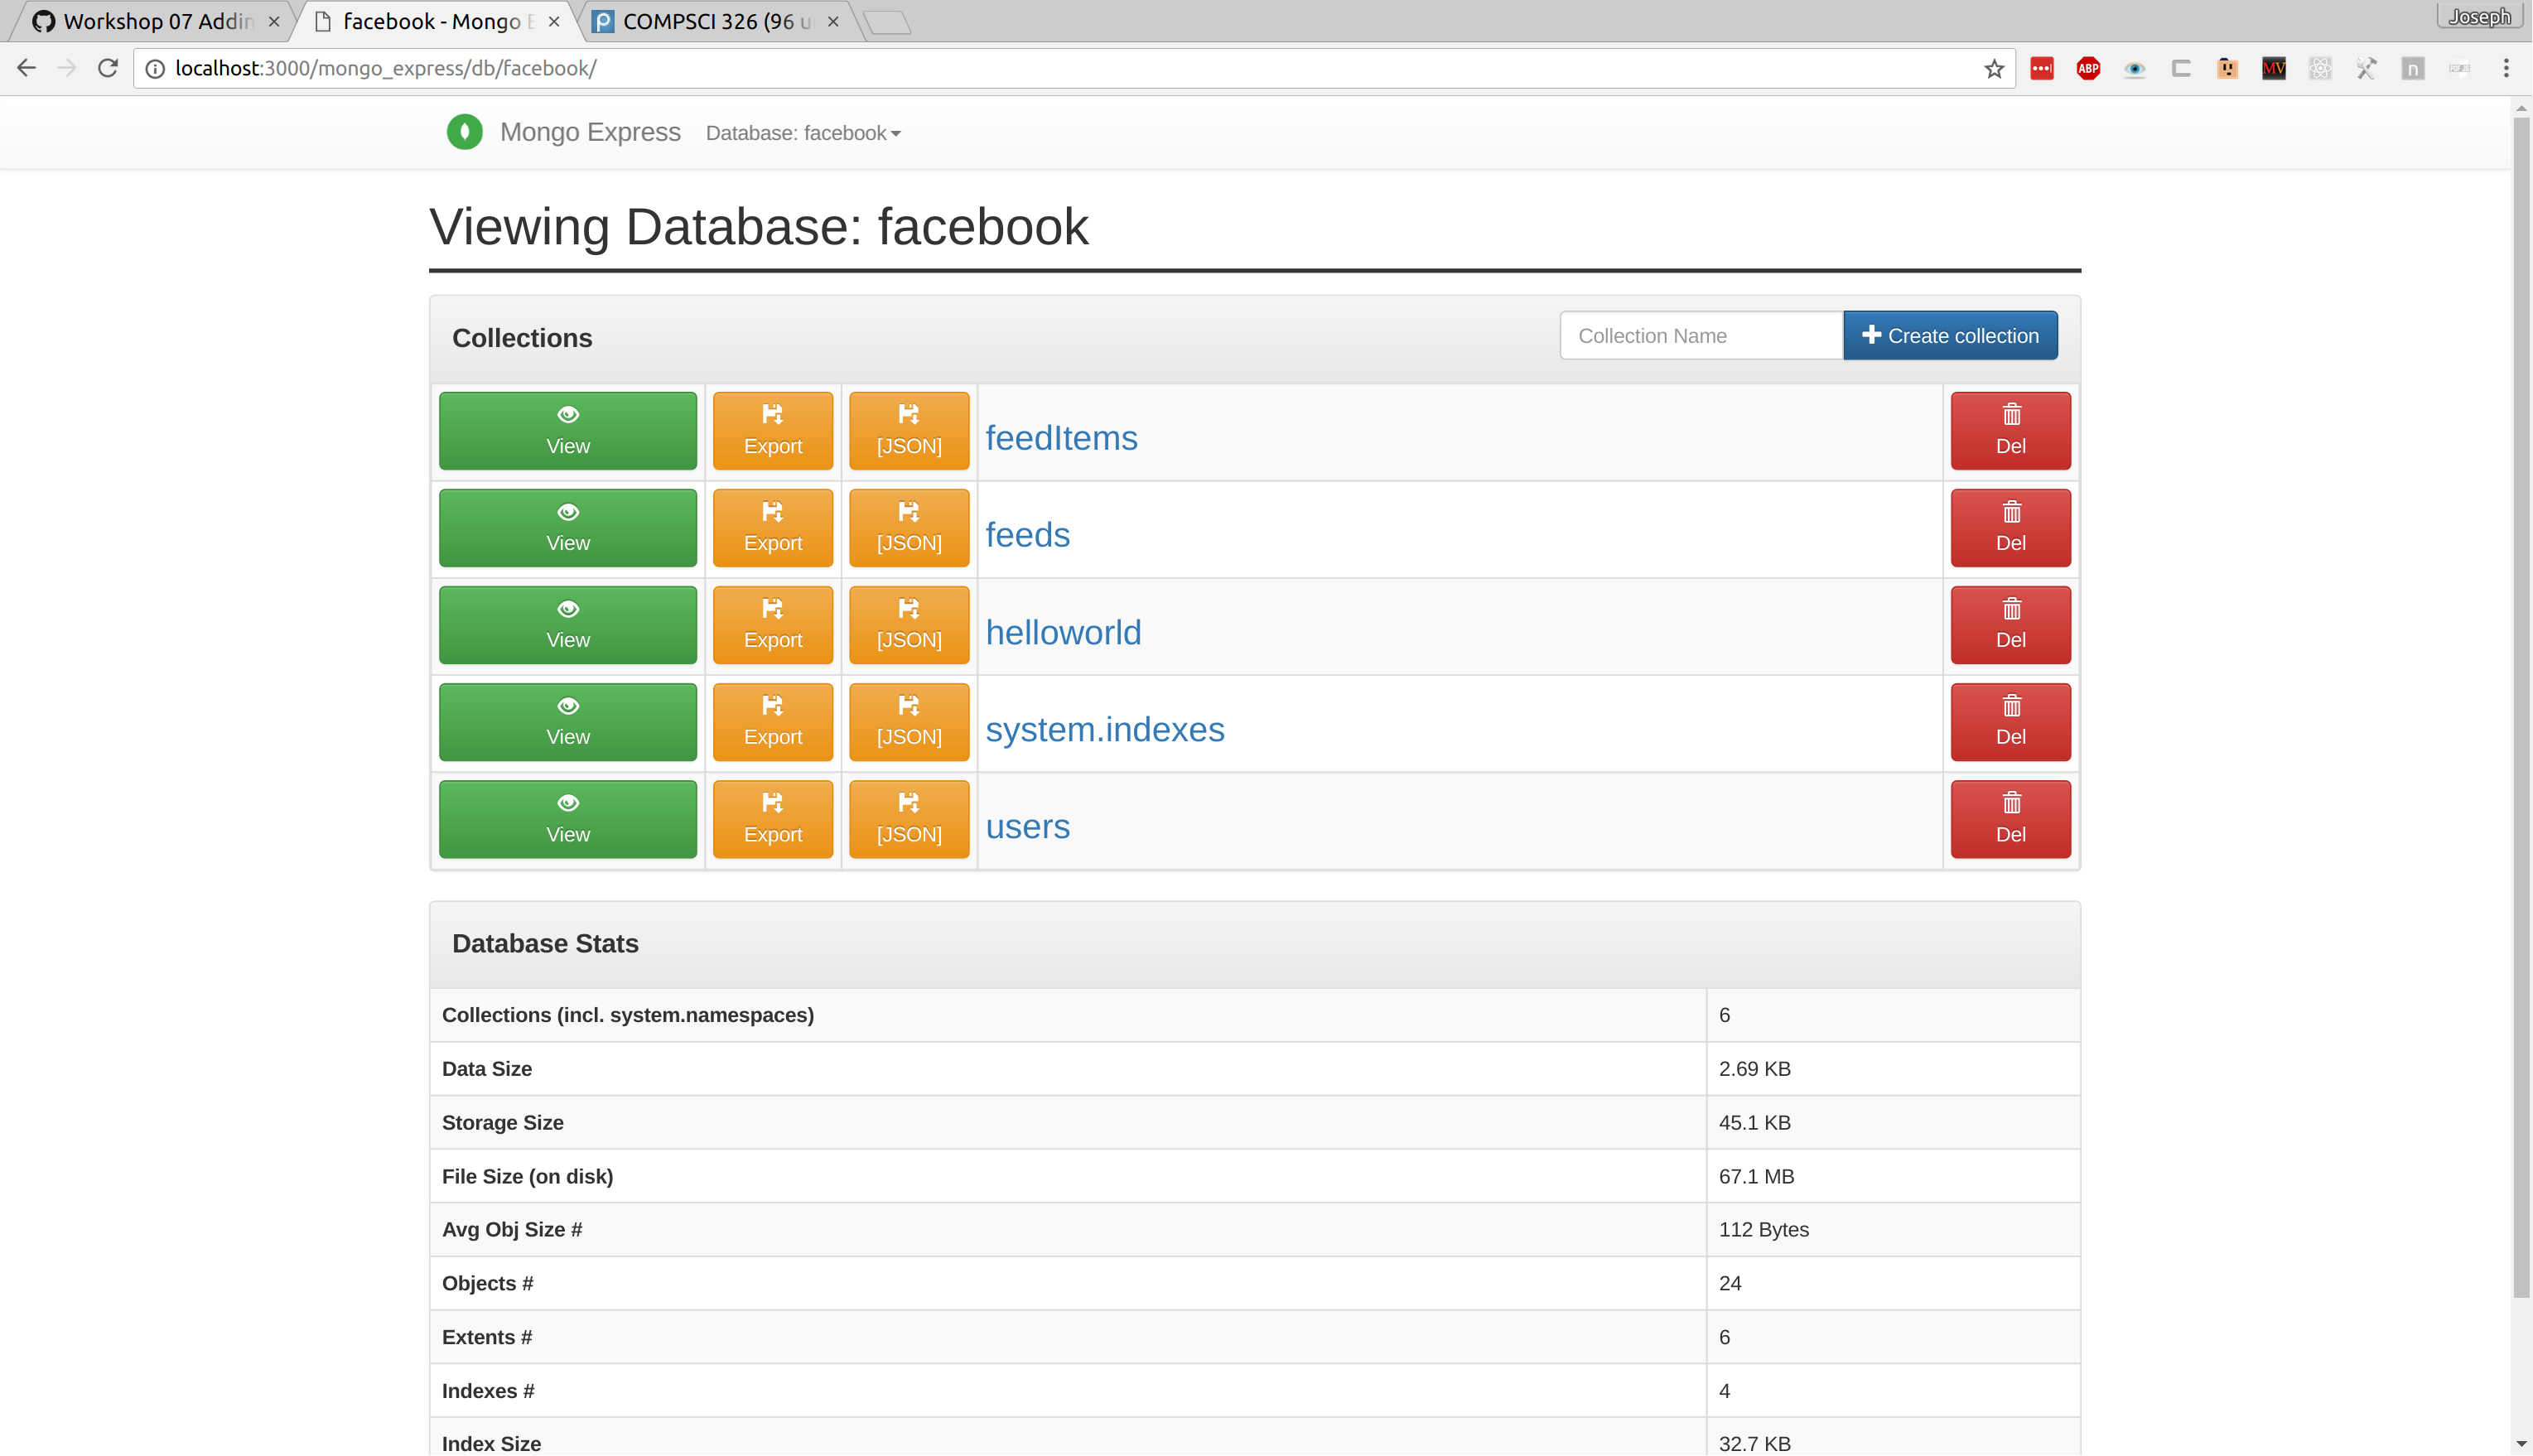 Workshop 07 Addin
facebook - Mongo E
COMPSCI 326 (96 u
Joseph
localhost:3000/mongo_express/db/facebook/
ABP
MV
n
Mongo Express Database: facebook
Viewing Database: facebook
Collections Collection Name Create collection
View Export [JSON] feedItems Del
View Export [JSON] feeds Del
View Export [JSON] helloworld Del
View Export [JSON] system.indexes Del
View Export [JSON] users Del
Database Stats
Collections (incl. system.namespaces) 6
Data Size 2.69 KB
Storage Size 45.1 KB
File Size (on disk) 67.1 MB
Avg Obj Size # 112 Bytes
Objects # 24
Extents # 6
Indexes # 4
Index Size 32.7 KB